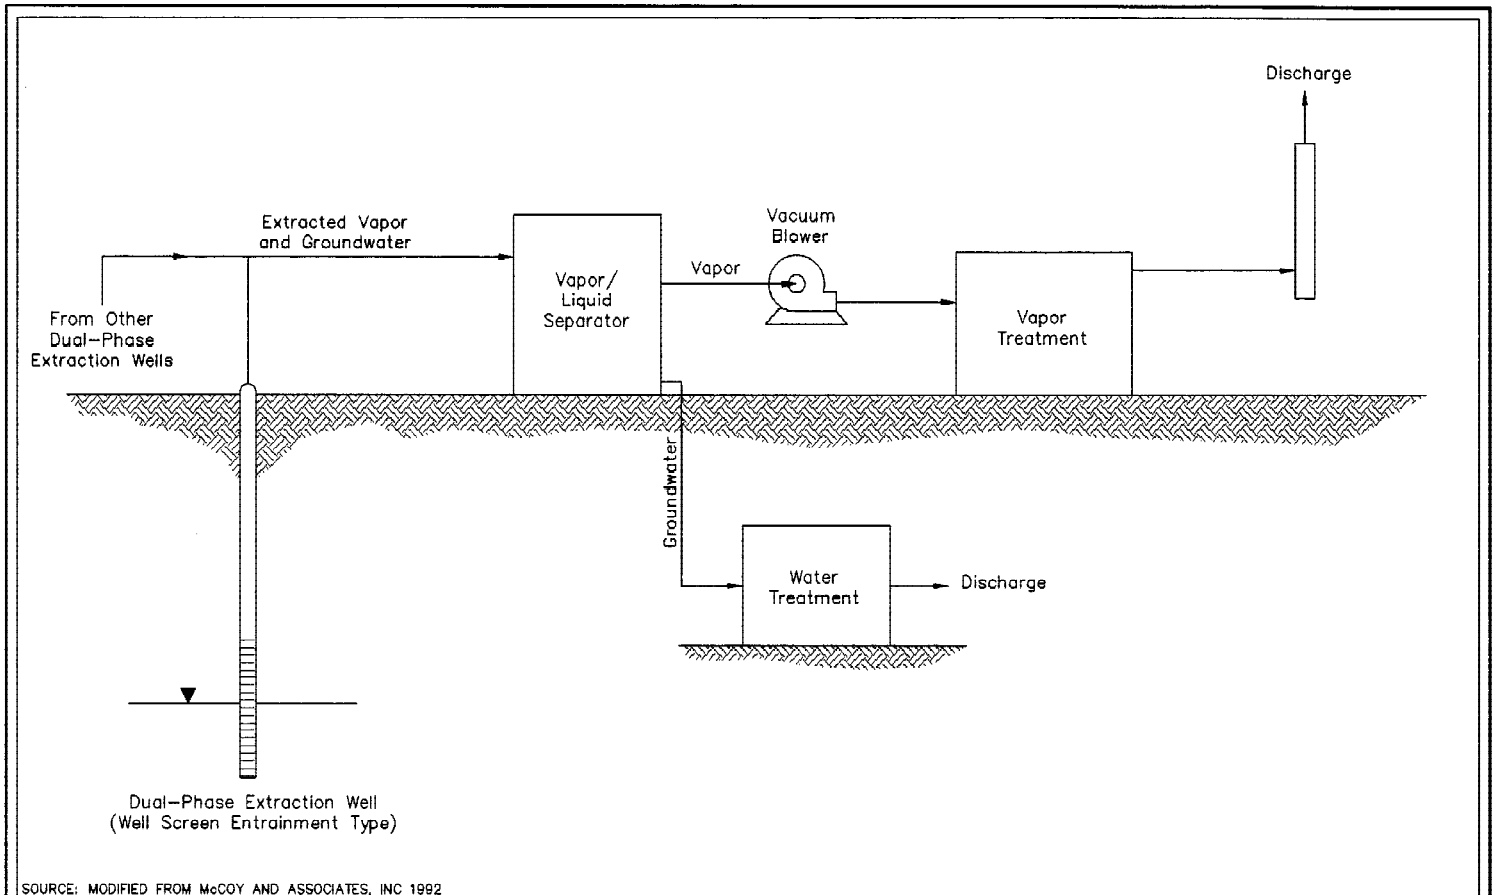 Discharge
Extracted Vapor
and Groundwater
Vacuum
Blower
Vapor/
Liquid
Separator
Vapor
From Other
Dual-Phase
Extraction Wells
Vapor
Treatment
Groundwater
Water
Treatment
Discharge
Dual-Phase Extraction Well
(Well Screen Entrainment Type)
SOURCE: MODIFIED FROM McCOY AND ASSOCIATES, INC 1992